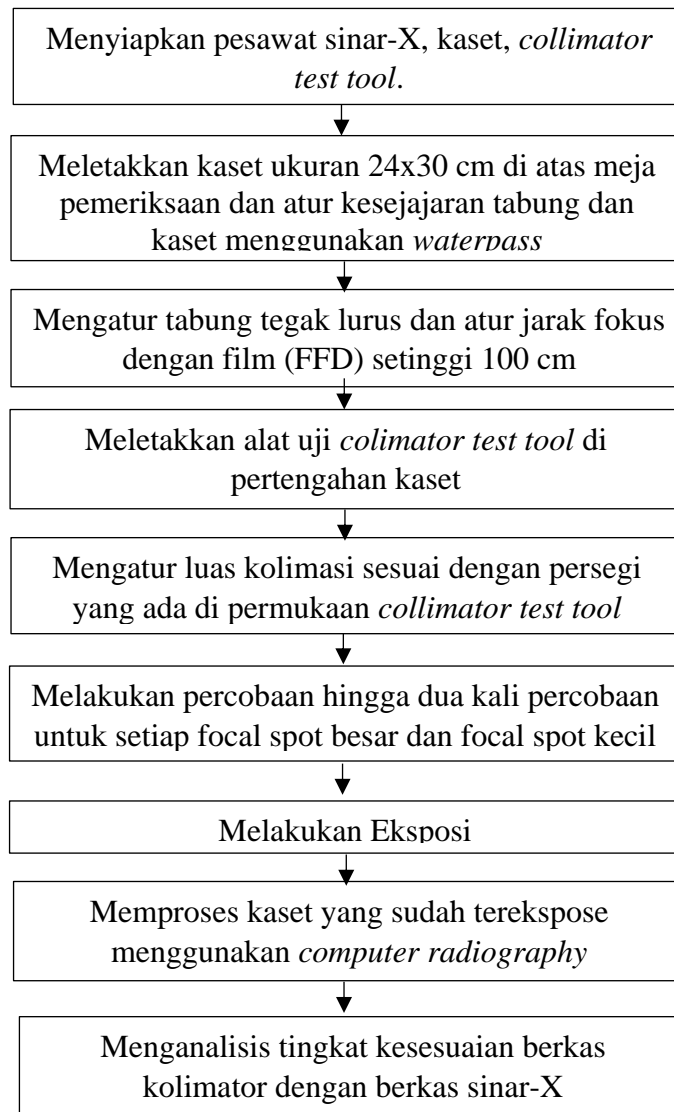 Menyiapkan pesawat sinar-X, kaset, collimator
test tool.
Meletakkan kaset ukuran 24x30 cm di atas meja
pemeriksaan dan atur kesejajaran tabung dan
kaset menggunakan waterpass
Mengatur tabung tegak lurus dan atur jarak fokus
dengan film (FFD) setinggi 100 cm
Meletakkan alat uji colimator test tool di
pertengahan kaset
Mengatur luas kolimasi sesuai dengan persegi
yang ada di permukaan collimator test tool
Melakukan percobaan hingga dua kali percobaan
untuk setiap focal spot besar dan focal spot kecil
Melakukan Eksposi
Memproses kaset yang sudah terekspose
menggunakan computer radiography
Menganalisis tingkat kesesuaian berkas
kolimator dengan berkas sinar-X